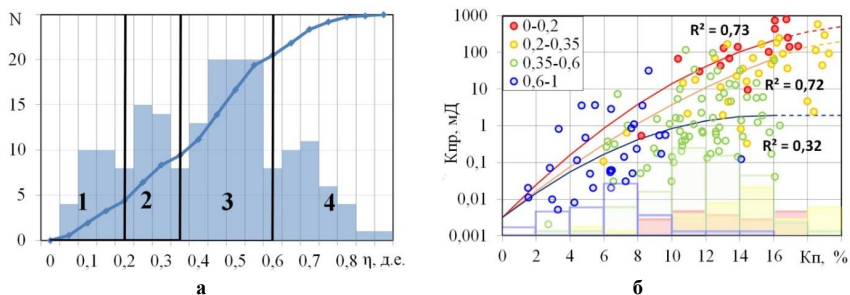 N
20
15
10
5
0
1
2
3
4
0 0,1 0,2 0,2 0,3 0,4 0,5 0,6 0,7 0,8 η, д.е.
а
Кпр. мД
1000
100
10
1
0,1
0,01
0,001
0-0,2
0,2-0,35
0,35-0,6
0,6-1
R² = 0,73
R² = 0,72
R² = 0,32
0 2 4 6 8 10 12 14 16 Кп, %
б